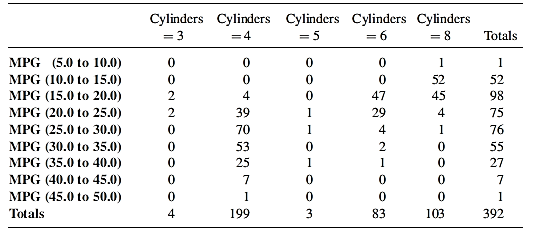 Cylinders Cylinders Cylinders Cylinders Cylinders
= 3 =4 = 5 = 6 = 8 Totals
MPG (5.0 to 10.0) 0 0 0 0 1 1
MPG (10.0 to 15.0) 0 0 0 0 52 52
MPG (15.0 to 20.0) 2 4 0 47 45 98
MPG (20.0 to 25.0) 2 39 1 29 4 75
MPG (25.0 to 30.0) 0 70 1 4 1 76
MPG (30.0 to 35.0) 0 53 0 2 0 55
MPG (35.0 to 40.0) 0 25 1 1 0 27
MPG (40.0 to 45.0) 0 7 0 0 0 7
MPG (45.0 to 50.0) 0 1 0 0 0 1
Totals 4 199 3 83 103 392